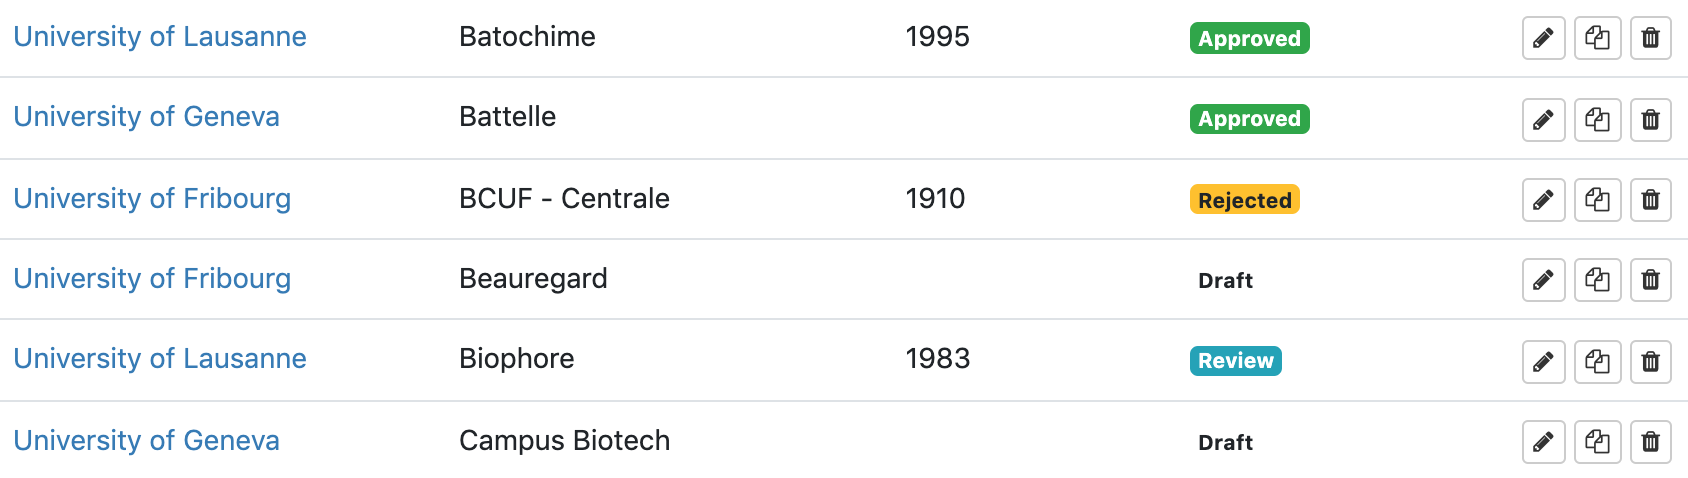 University of Lausanne Batochime 1995 Approved
University of Geneva Battelle Approved
University of Fribourg BCUF - Centrale 1910 Rejected
University of Fribourg Beauregard Draft
University of Lausanne Biophore 1983 Review
University of Geneva Campus Biotech Draft